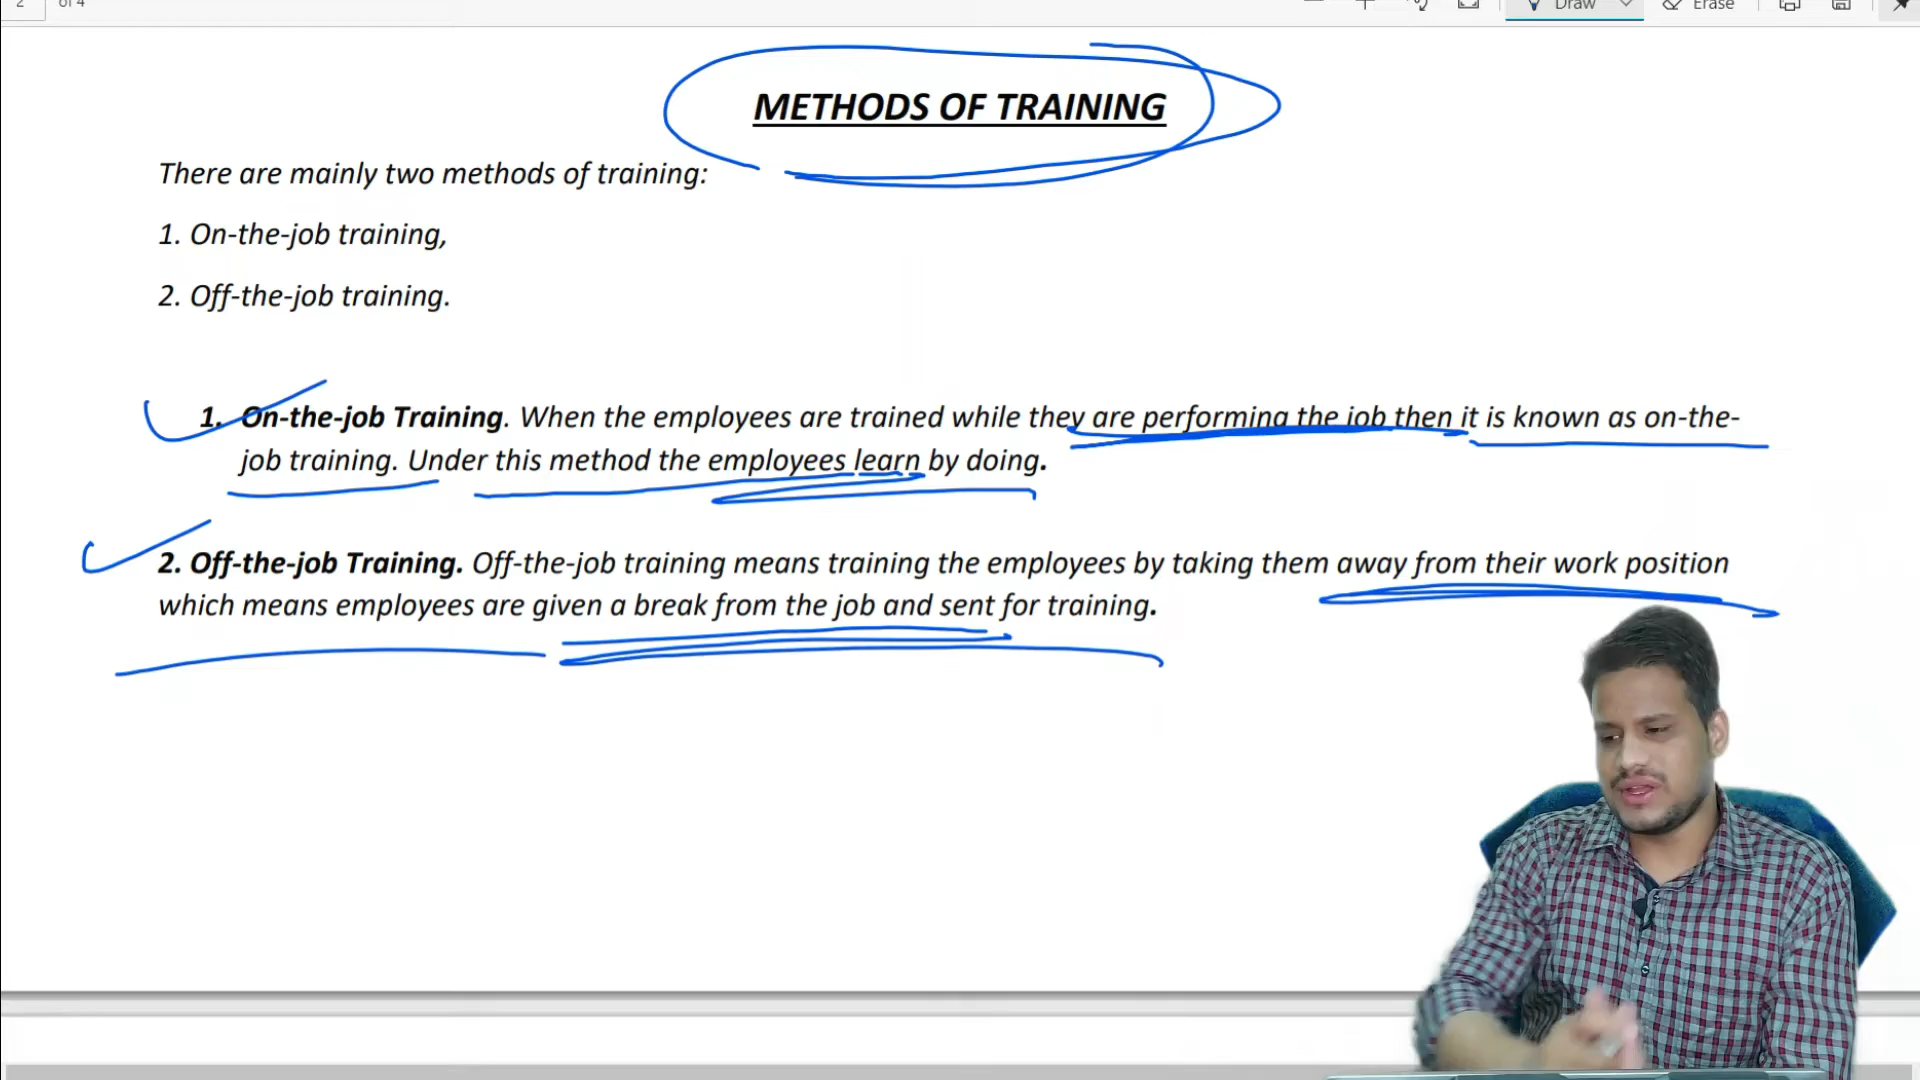 2 of 4 Draw Erase
METHODS OF TRAINING
There are mainly two methods of training:
1. On-the-job training,
2. Off-the-job training.
1. On-the-job Training. When the employees are trained while they are performing the job then it is known as on-the-
job training. Under this method the employees learn by doing.
2. Off-the-job Training. Off-the-job training means training the employees by taking them away from their work position
which means employees are given a break from the job and sent for training.